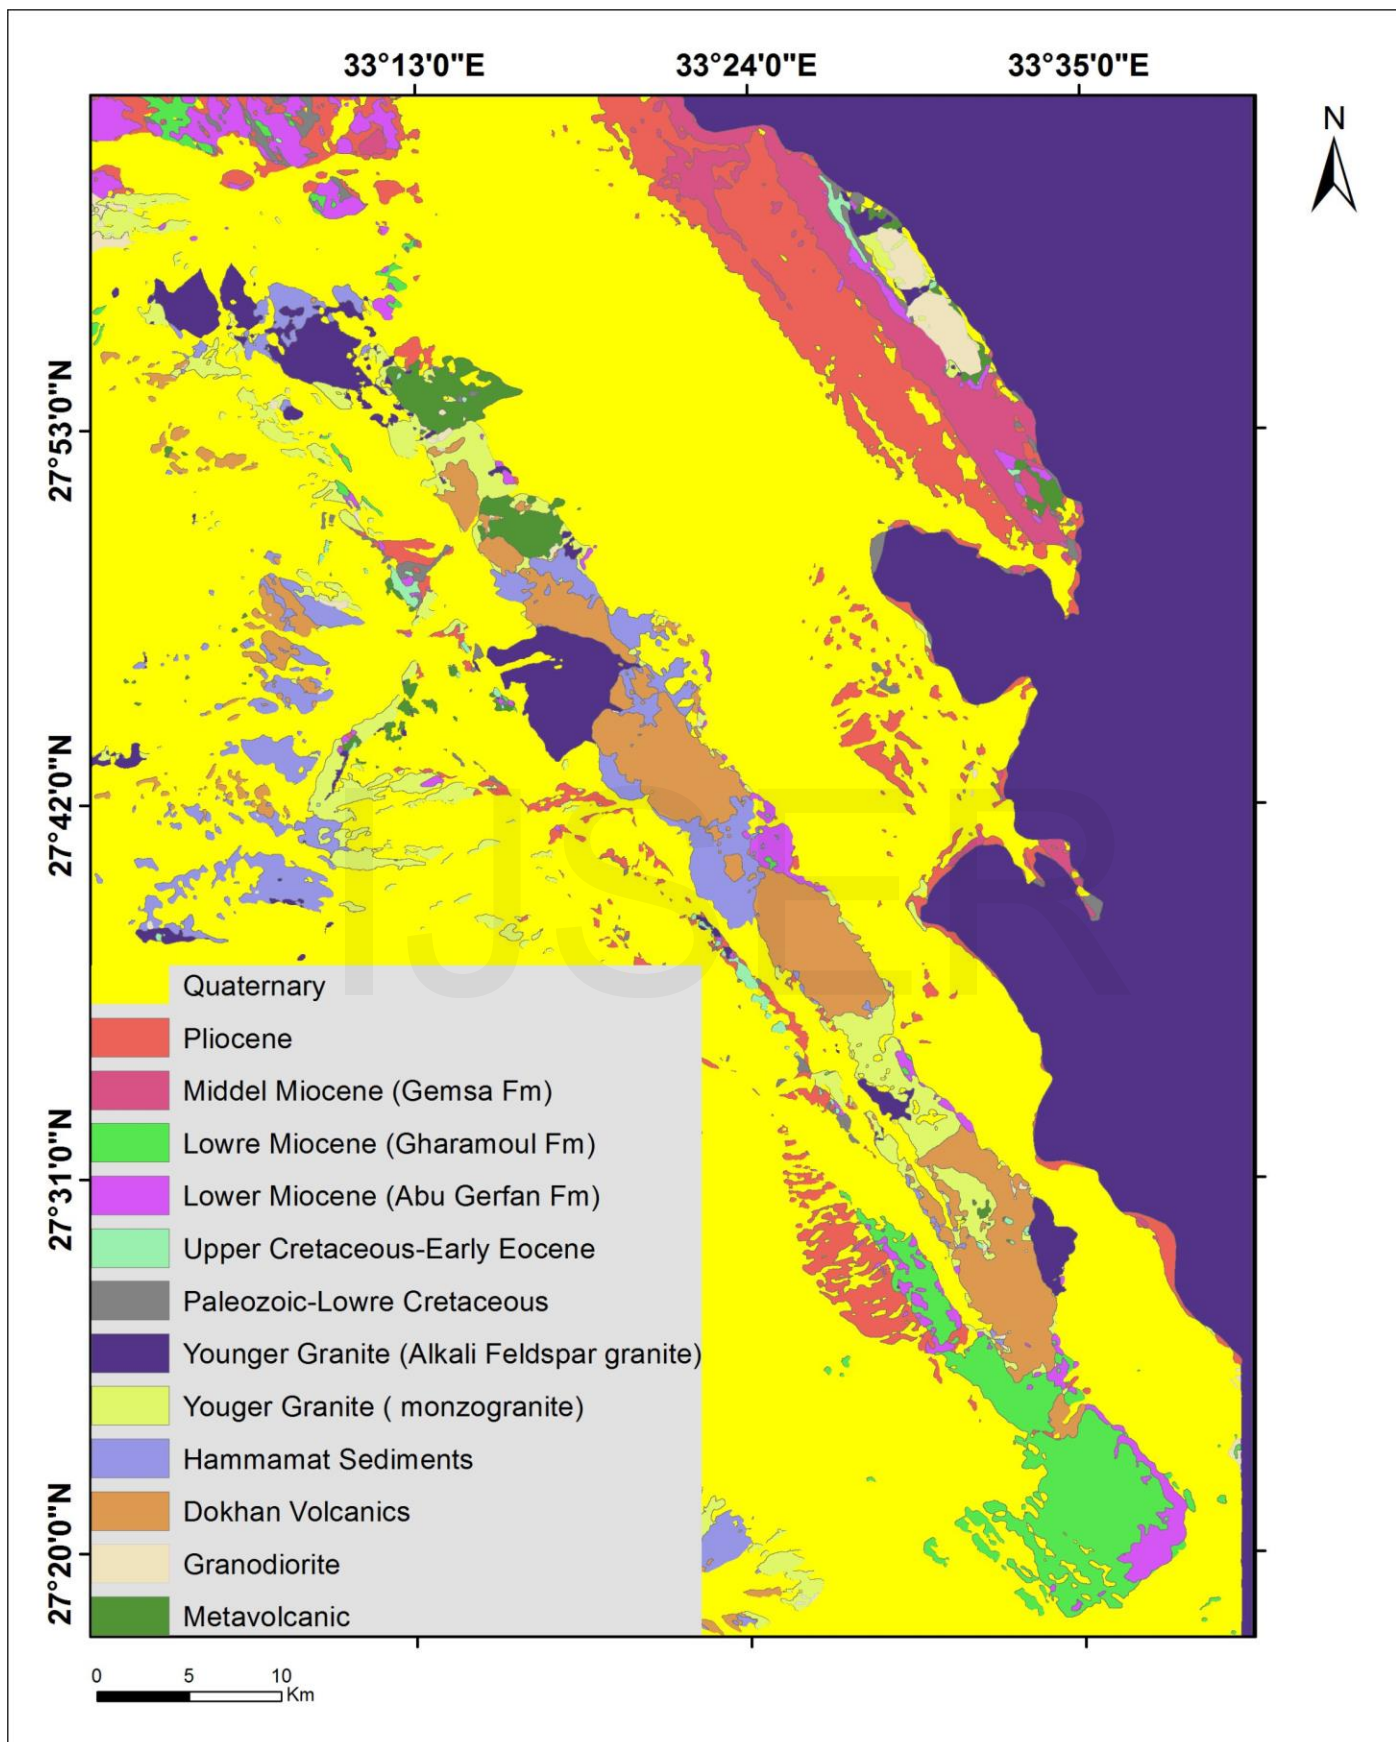 33°13'0"E 33°24'0"E 33°35'0"E
N
27°53'0"N
27°42'0"N
27°31'0"N
27°20'0"N
IJSER
Quaternary
Pliocene
Middel Miocene (Gemsa Fm)
Lowre Miocene (Gharamoul Fm)
Lower Miocene (Abu Gerfan Fm)
Upper Cretaceous-Early Eocene
Paleozoic-Lowre Cretaceous
Younger Granite (Alkali Feldspar granite)
Youger Granite ( monzogranite)
Hammamat Sediments
Dokhan Volcanics
Granodiorite
Metavolcanic
0 5 10
Km